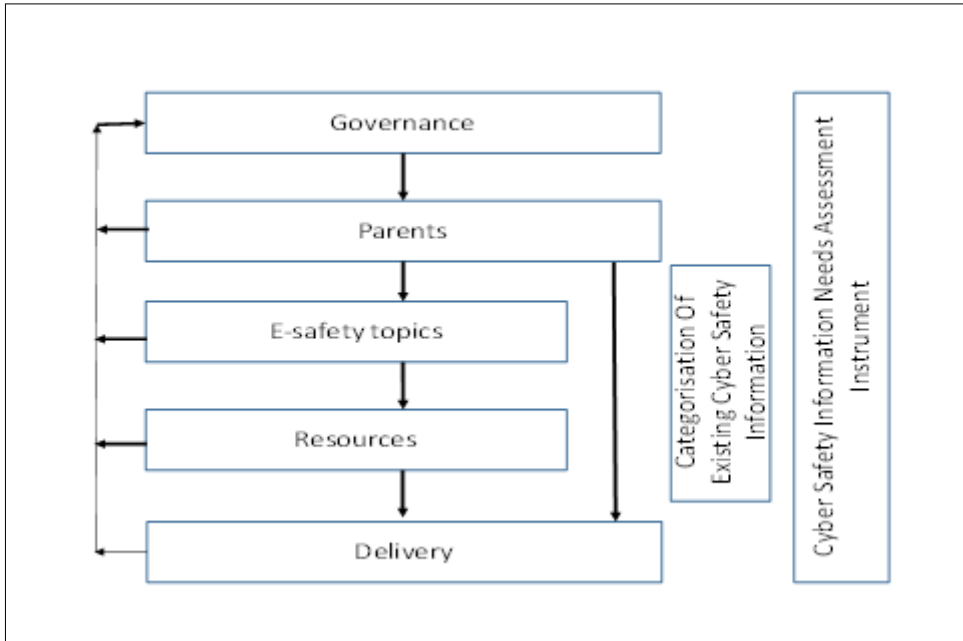 Governance
Parents
E-safety topics
Resources
Delivery
Categorisation Of
Existing Cyber Safety
Information
Cyber Safety Information Needs Assessment
Instrument